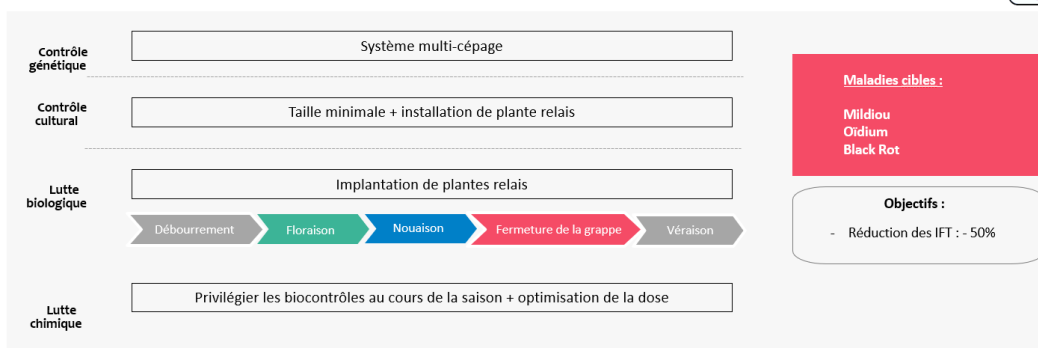 Contrôle
génétique
Système multi-cépage
Contrôle
cultural
Taille minimale + installation de plante relais
Lutte
biologique
Implantation de plantes relais
Débourrement
Floraison
Nouaison
Fermeture de la grappe
Véraison
Lutte
chimique
Privilégier les biocontrôles au cours de la saison + optimisation de la dose
Maladies cibles :
Mildiou
Oïdium
Black Rot
Objectifs :
- Réduction des IFT : - 50%